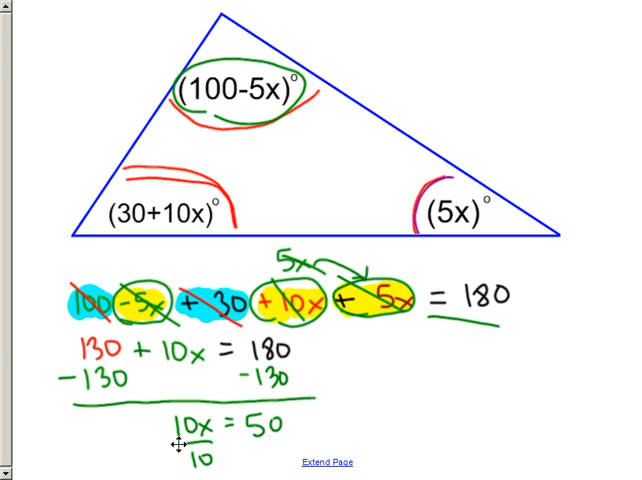 (100-5x)°
(30+10x)° (5x)°
5x
100 -5x + 30 +10x + 5x = 180
130 + 10x = 180
-130 -130
10x = 50
10
Extend Page